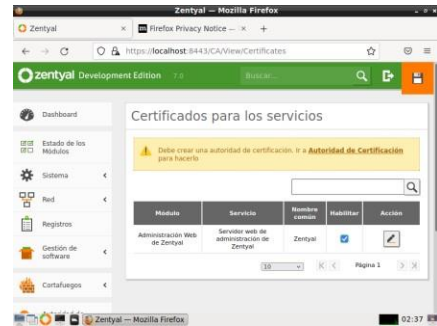 Zentyal — Mozilla Firefox
Zentyal × Firefox Privacy Notice — × +
https://localhost:8443/CA/View/Certificates
zentyal Development Edition 7.0 Buscar...
Dashboard
Estado de los Módulos
Sistema
Red
Registros
Gestión de software
Cortafuegos
Certificados para los servicios
Debe crear una autoridad de certificación. Ir a Autoridad de Certificación
para hacerlo
Módulo Servicio Nombre común Habilitar Acción
Administración Web de Zentyal Servidor web de administración de Zentyal Zentyal
10 Página 1
Zentyal — Mozilla Firefox 02:37